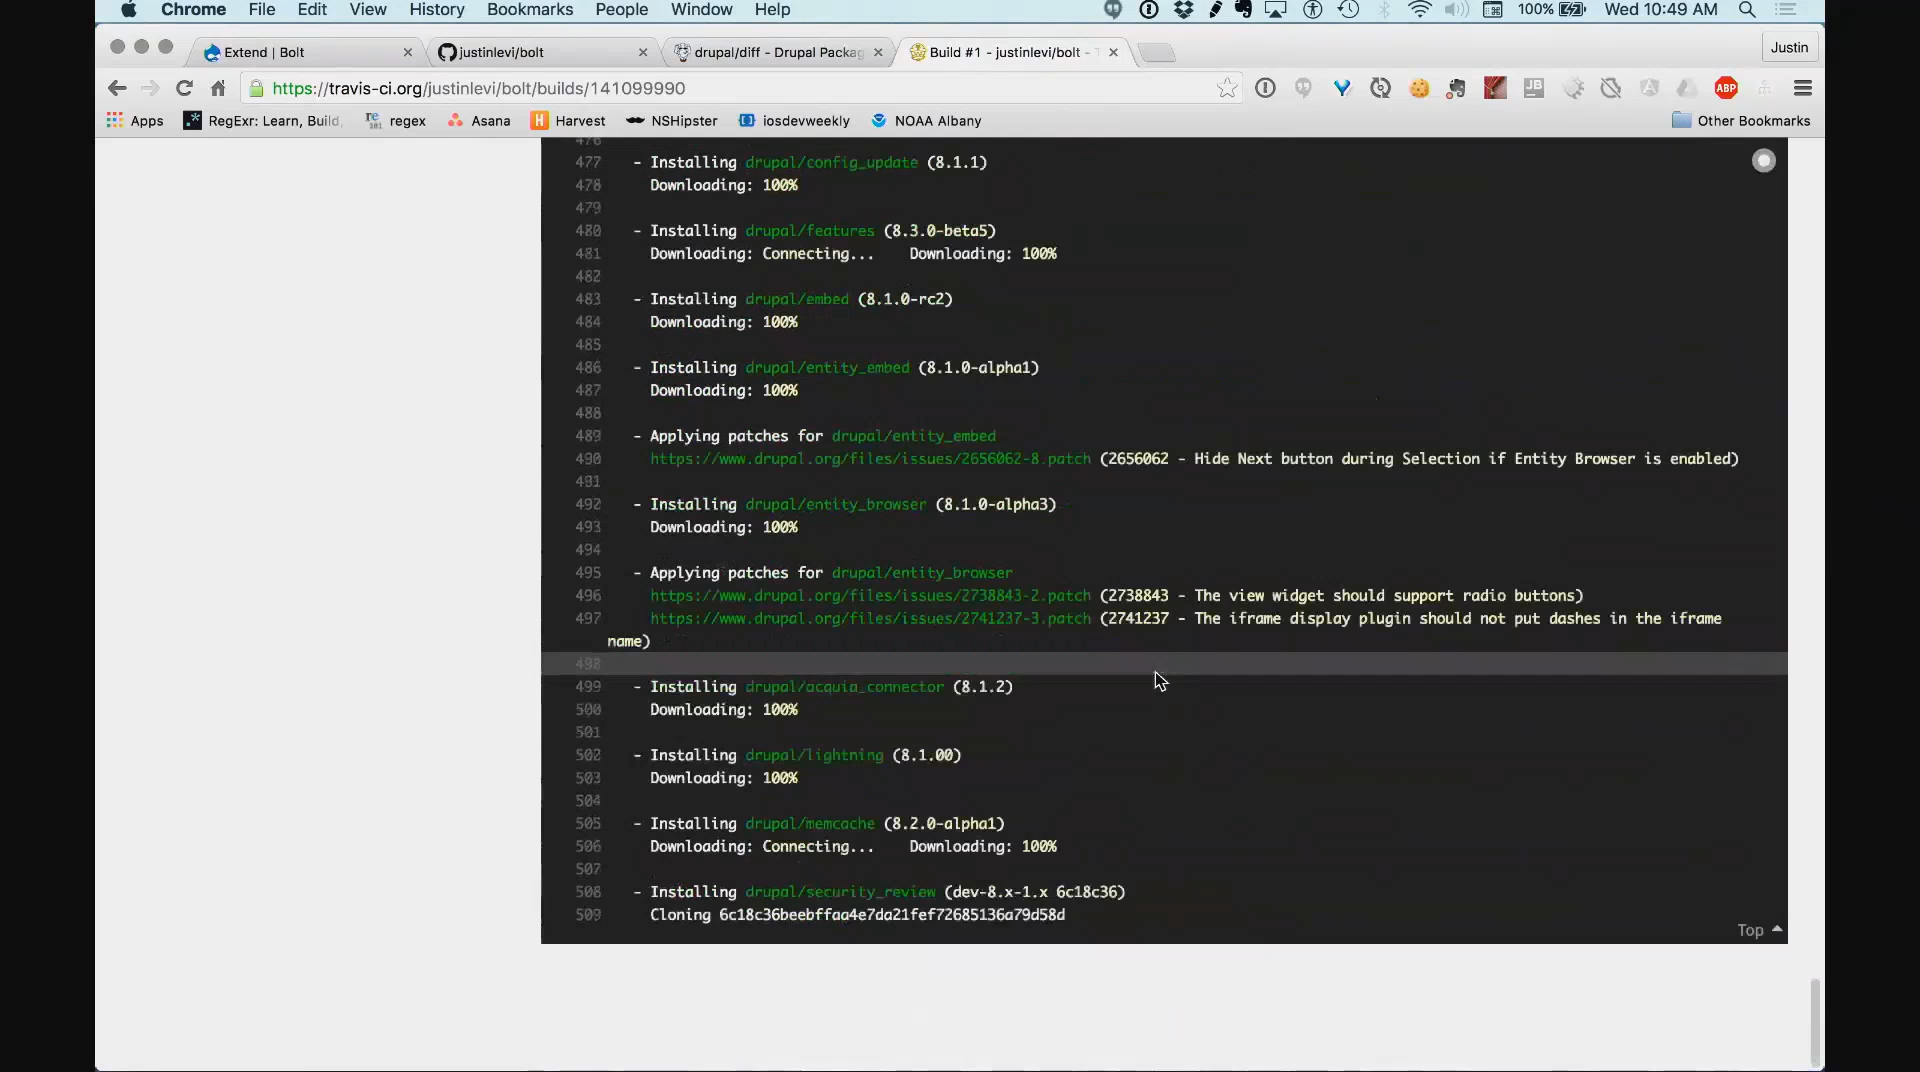 Chrome File Edit View History Bookmarks People Window Help 100% Wed 10:49 AM
Extend | Bolt justinlevi/bolt drupal/diff - Drupal Packag Build #1 - justinlevi/bolt - Justin
https://travis-ci.org/justinlevi/bolt/builds/141099990
Apps RegExr: Learn, Build, regex Asana Harvest NSHipster iosdevweekly NOAA Albany Other Bookmarks
476
477 - Installing drupal/config_update (8.1.1)
478 Downloading: 100%
479
480 - Installing drupal/features (8.3.0-beta5)
481 Downloading: Connecting... Downloading: 100%
482
483 - Installing drupal/embed (8.1.0-rc2)
484 Downloading: 100%
485
486 - Installing drupal/entity_embed (8.1.0-alpha1)
487 Downloading: 100%
488
489 - Applying patches for drupal/entity_embed
490 https://www.drupal.org/files/issues/2656062-8.patch (2656062 - Hide Next button during Selection if Entity Browser is enabled)
491
492 - Installing drupal/entity_browser (8.1.0-alpha3)
493 Downloading: 100%
494
495 - Applying patches for drupal/entity_browser
496 https://www.drupal.org/files/issues/2738843-2.patch (2738843 - The view widget should support radio buttons)
497 https://www.drupal.org/files/issues/2741237-3.patch (2741237 - The iframe display plugin should not put dashes in the iframe
name)
498
499 - Installing drupal/acquia_connector (8.1.2)
500 Downloading: 100%
501
502 - Installing drupal/lightning (8.1.00)
503 Downloading: 100%
504
505 - Installing drupal/memcache (8.2.0-alpha1)
506 Downloading: Connecting... Downloading: 100%
507
508 - Installing drupal/security_review (dev-8.x-1.x 6c18c36)
509 Cloning 6c18c36beebffaa4e7da21fef72685136a79d58d
Top